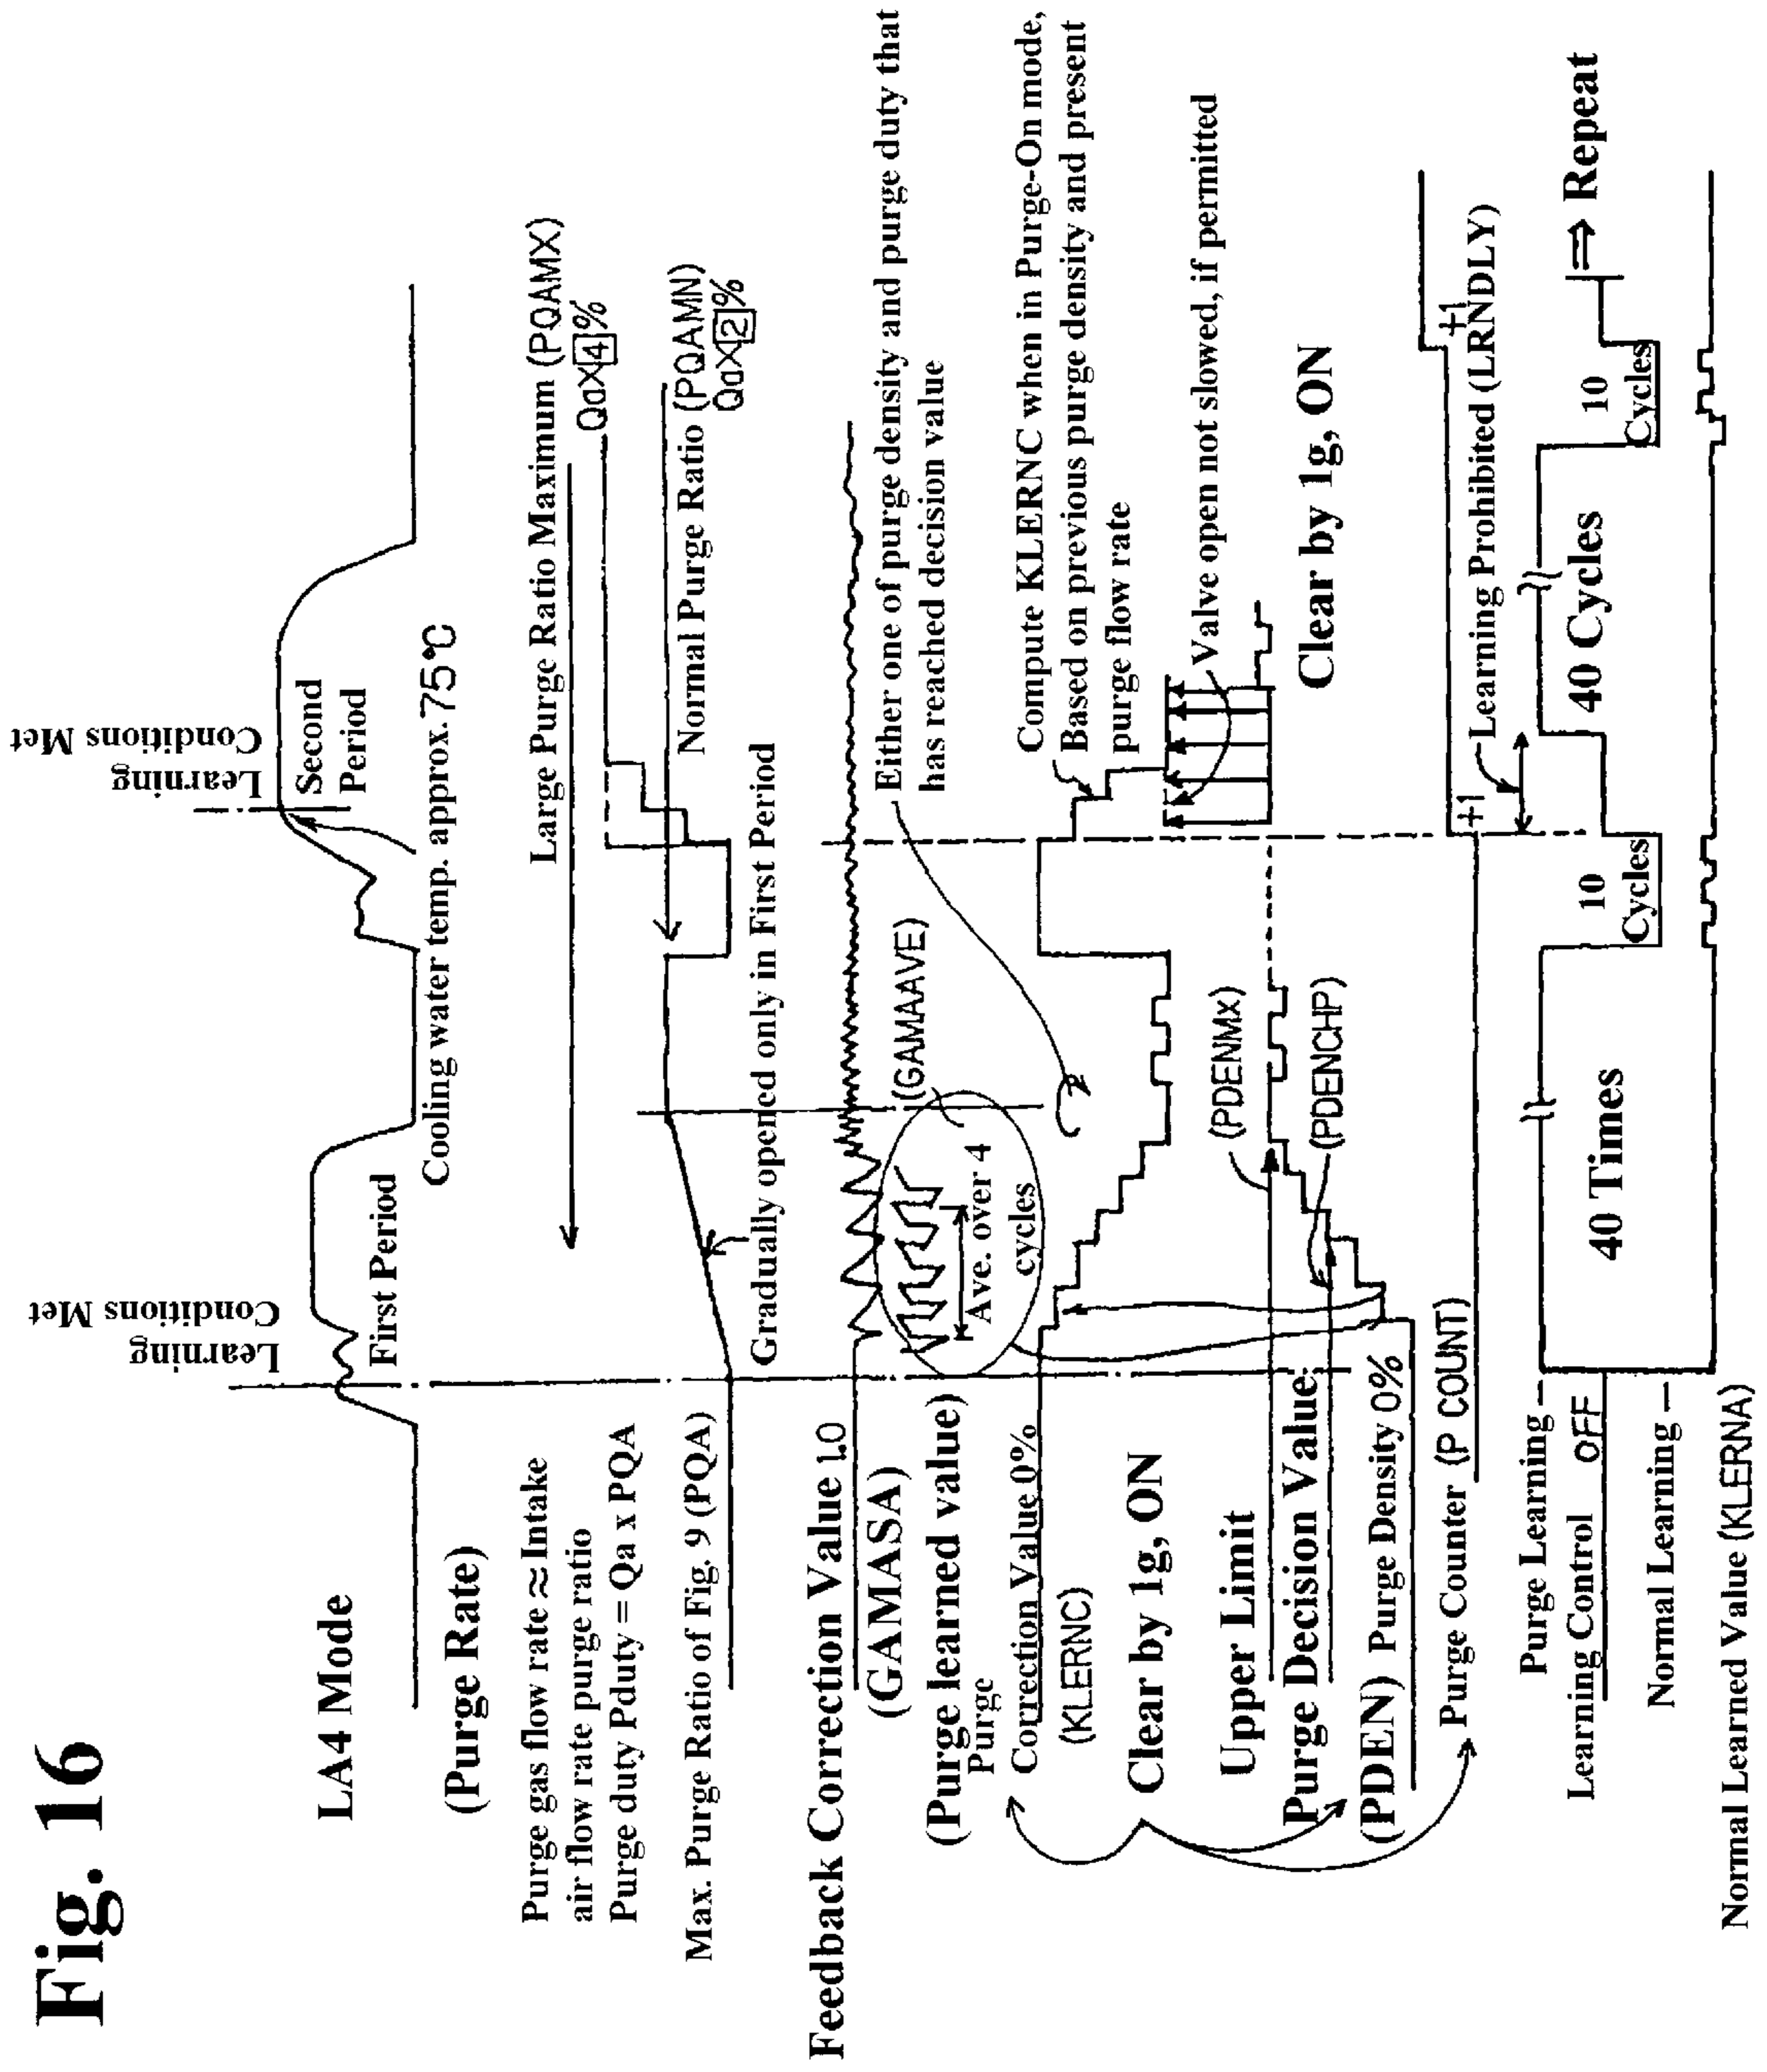 Fig. 16
LA4 Mode
Learning
Conditions Met
First Period
Learning
Conditions Met
Second
Period
Cooling water temp. approx. 75°C
(Purge Rate)
Purge gas flow rate ≈ Intake
air flow rate purge ratio
Purge duty Pduty = Qa x PQA
Large Purge Ratio Maximum (PQAMX)
Qa×4%
Normal Purge Ratio (PQAMN)
Qa×2%
Max. Purge Ratio of Fig. 9 (PQA)
Gradually opened only in First Period
Feedback Correction Value 1.0
(GAMASA)
(GAMAAVE)
Ave. over 4
cycles
Either one of purge density and purge duty that
has reached decision value
(Purge learned value)
Purge
Correction Value 0%
(KLERNC)
Compute KLERNC when in Purge-On mode,
Based on previous purge density and present
purge flow rate
Clear by 1g, ON
Valve open not slowed, if permitted
Upper Limit
(PDENMX)
Purge Decision Value
(PDENCHP)
Clear by 1g, ON
(PDEN) Purge Density 0%
Purge Counter (P COUNT)
+1
+1
Learning Prohibited (LRNDLY)
Purge Learning
Learning Control OFF
Normal Learning
40 Times
10
Cycles
40 Cycles
10
Cycles
⇒ Repeat
Normal Learned Value (KLERNA)